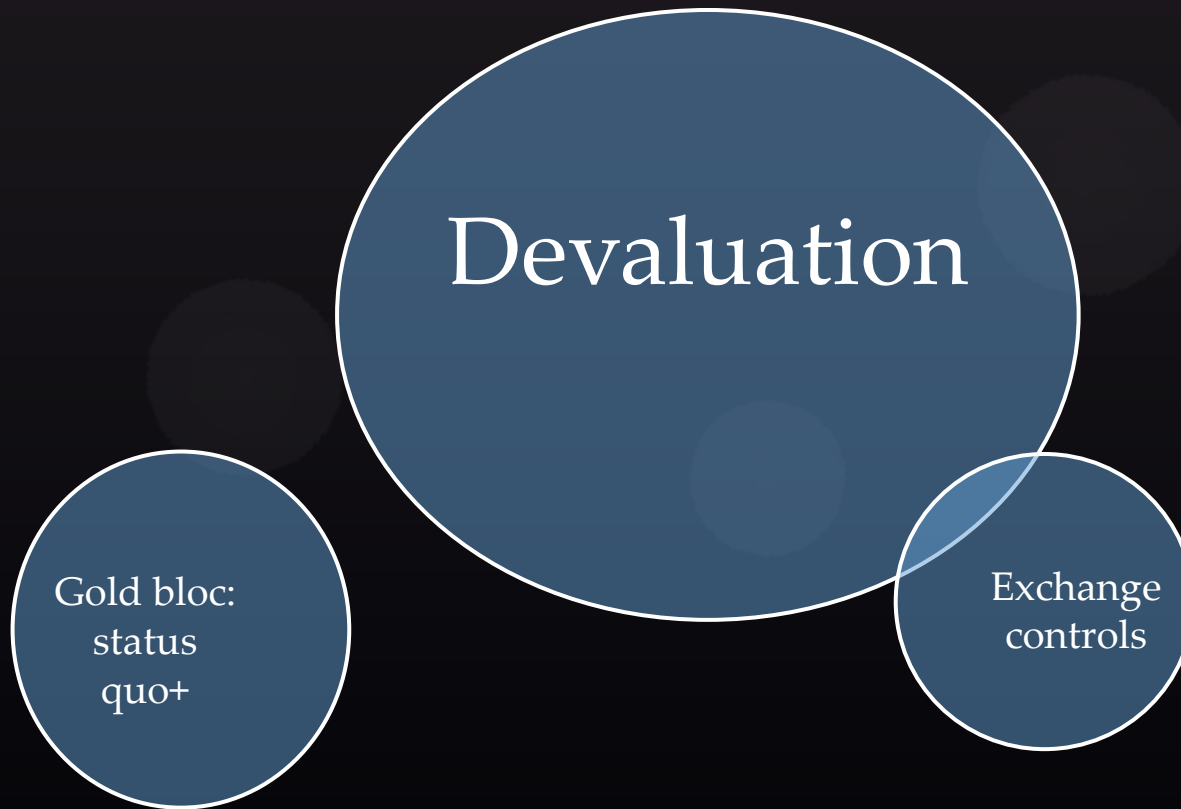 Devaluation
Gold bloc:
status
quo+
Exchange
controls